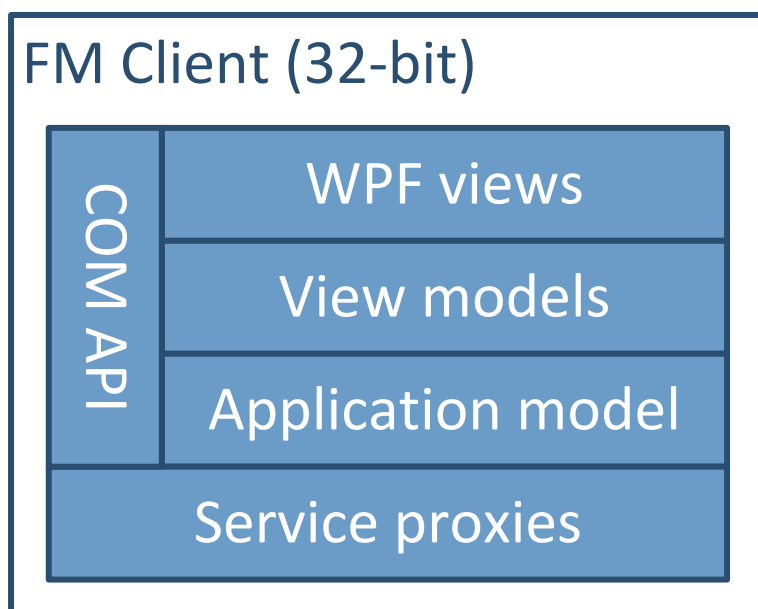 FM Client (32-bit)
COM API
WPF views
View models
Application model
Service proxies